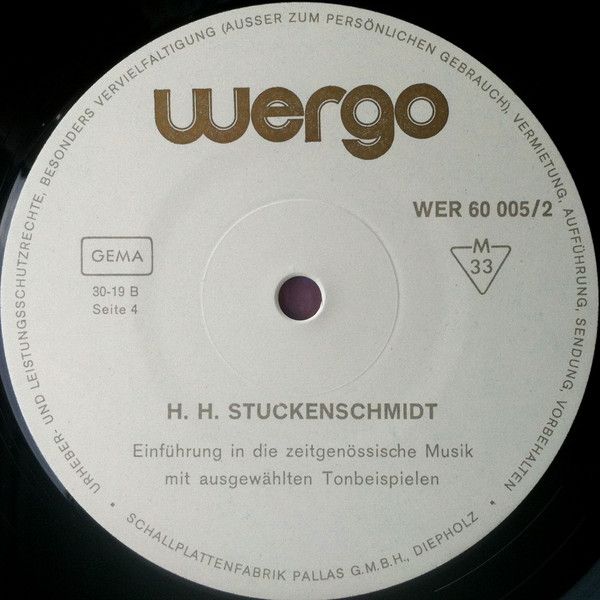 URHEBER- UND LEISTUNGSSCHUTZRECHTE, BESONDERS VERVIELFÄLTIGUNG (AUSSER ZUM PERSÖNLICHEN GEBRAUCH), VERMIETUNG, AUFFÜHRUNG, SENDUNG, VORBEHALTEN
wergo
WER 60 005/2
GEMA
M
33
30-19 B
Seite 4
H. H. STUCKENSCHMIDT
Einführung in die zeitgenössische Musik
mit ausgewählten Tonbeispielen
* SCHALLPLATTENFABRIK PALLAS G.M.B.H., DIEPHOLZ *